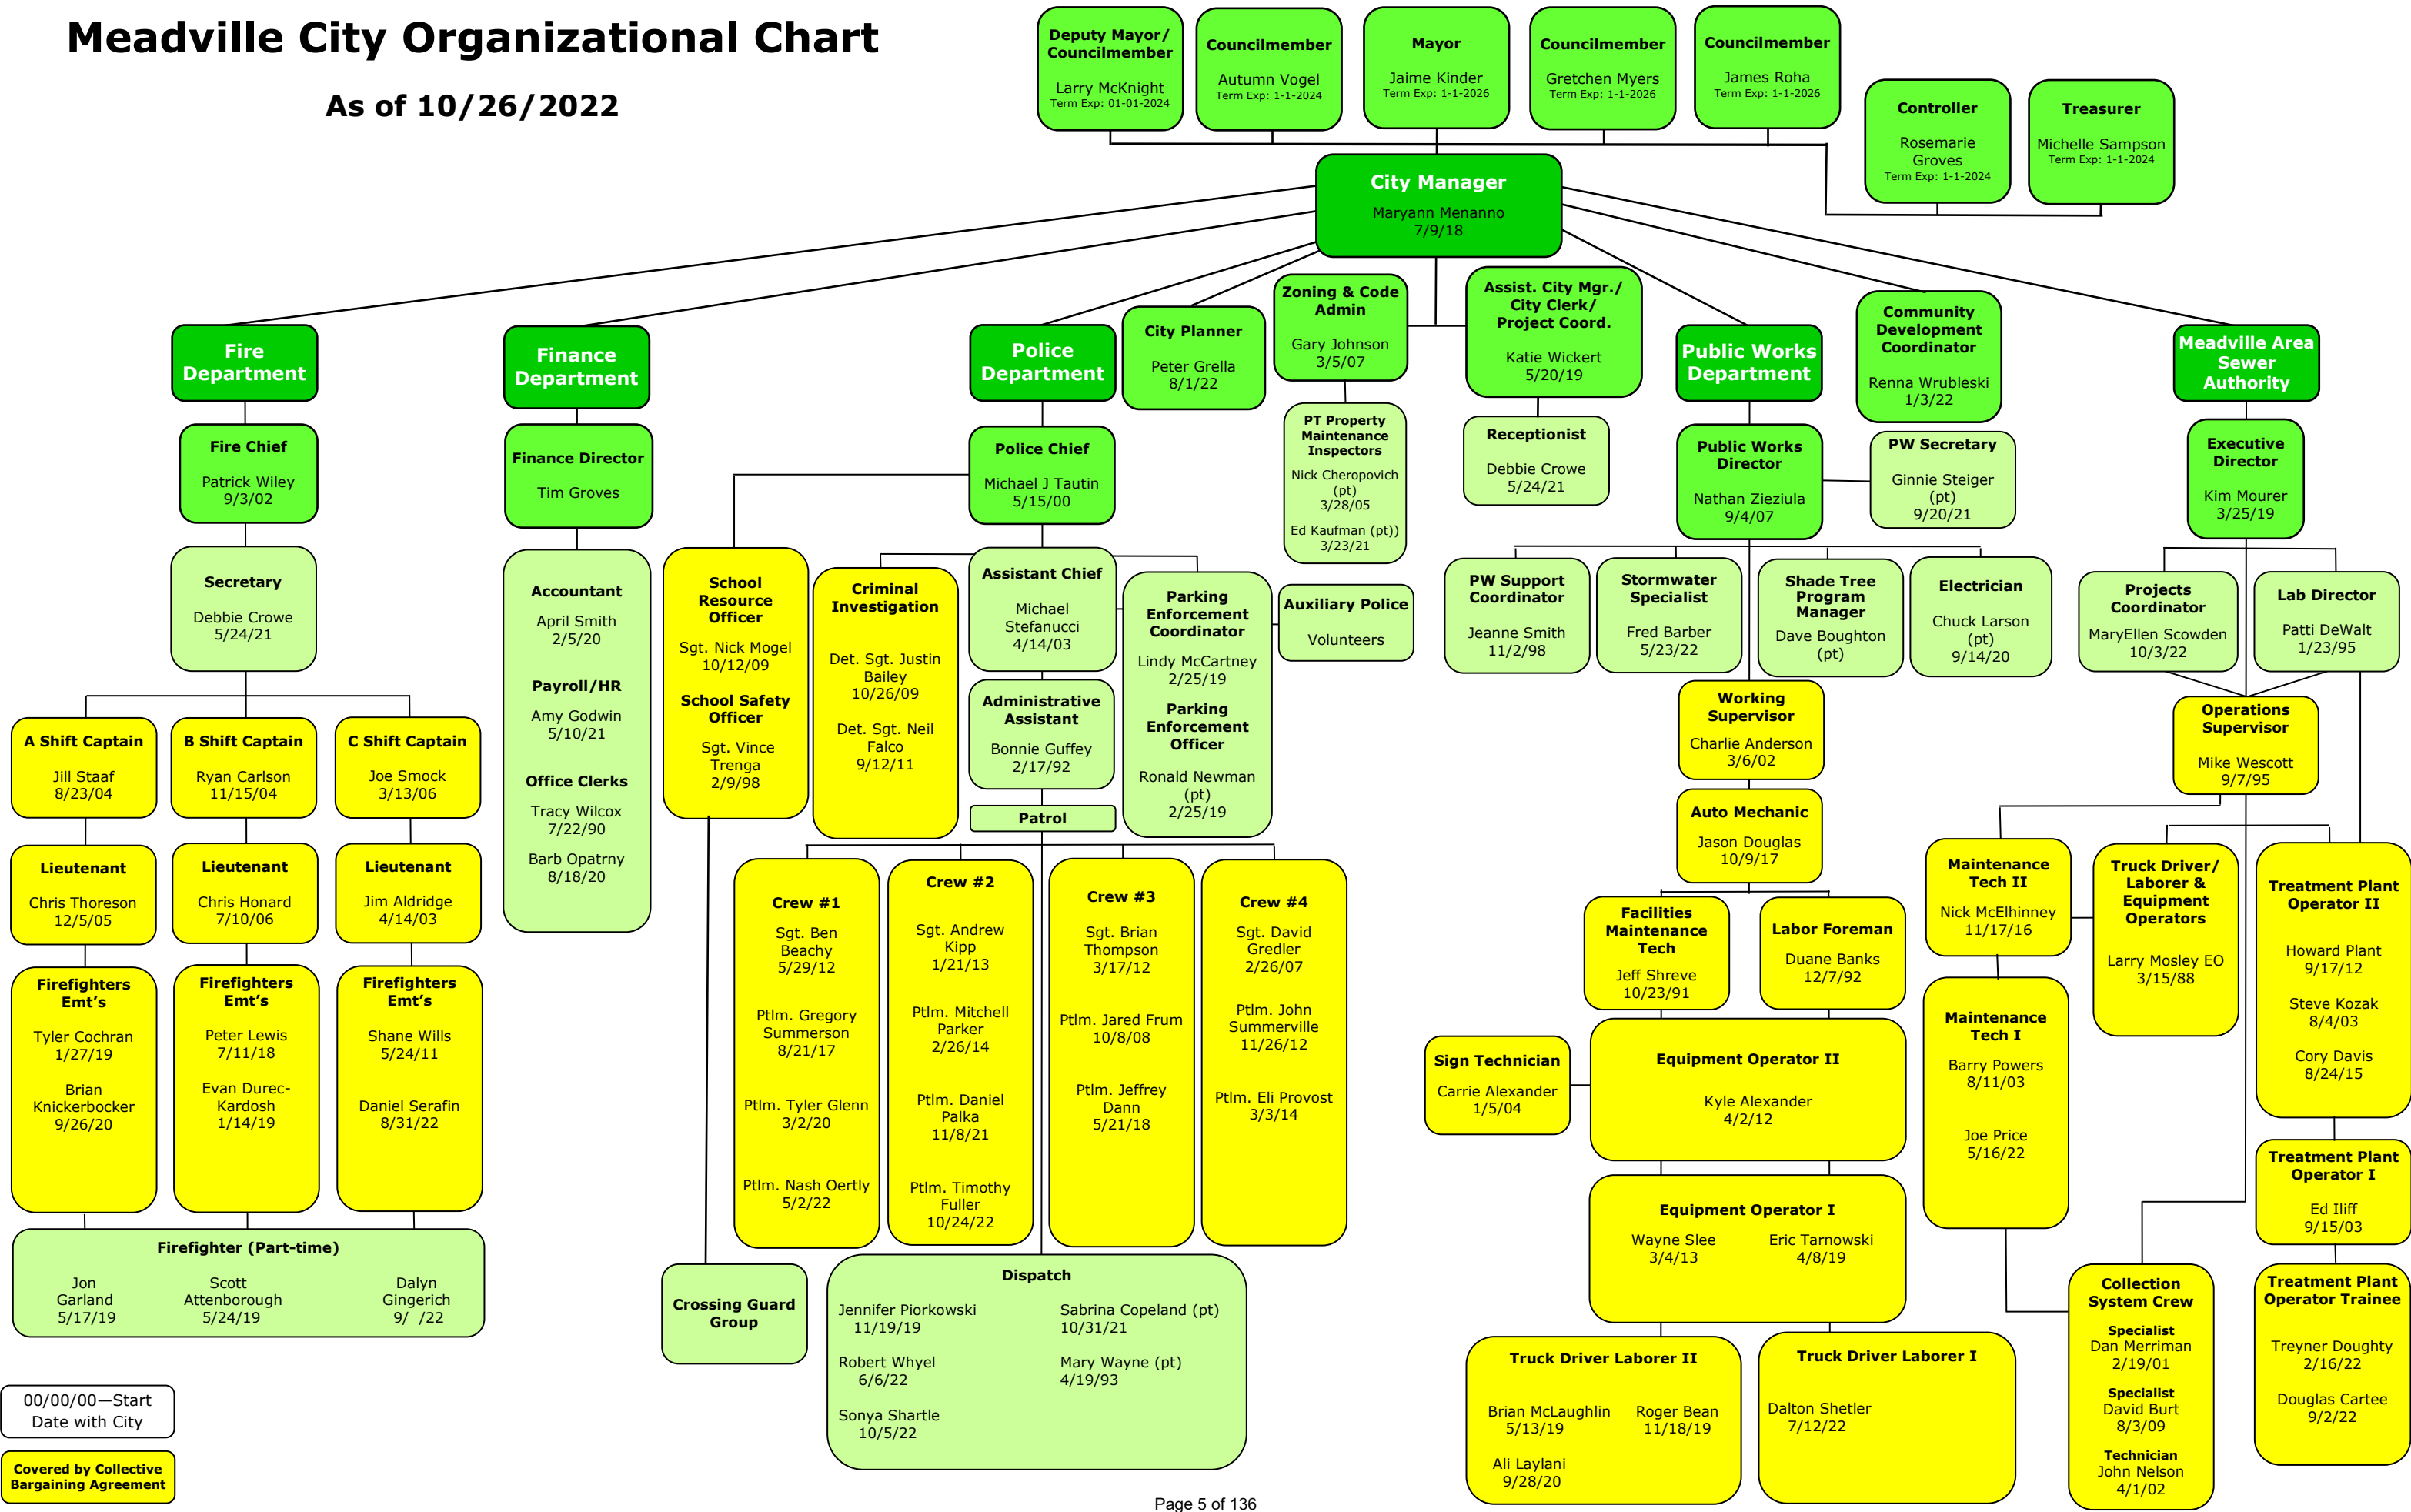 Meadville City Organizational Chart
As of 10/26/2022
Deputy Mayor/
Councilmember
Larry McKnight
Term Exp: 01-01-2024
Councilmember
Autumn Vogel
Term Exp: 1-1-2024
Mayor
Jaime Kinder
Term Exp: 1-1-2026
Councilmember
Gretchen Myers
Term Exp: 1-1-2026
Councilmember
James Roha
Term Exp: 1-1-2026
Controller
Rosemarie
Groves
Term Exp: 1-1-2024
Treasurer
Michelle Sampson
Term Exp: 1-1-2024
City Manager
Maryann Menanno
7/9/18
Fire
Department
Fire Chief
Patrick Wiley
9/3/02
Secretary
Debbie Crowe
5/24/21
A Shift Captain
Jill Staaf
8/23/04
B Shift Captain
Ryan Carlson
11/15/04
C Shift Captain
Joe Smock
3/13/06
Lieutenant
Chris Thoreson
12/5/05
Lieutenant
Chris Honard
7/10/06
Lieutenant
Jim Aldridge
4/14/03
Firefighters
Emt's
Tyler Cochran
1/27/19
Brian
Knickerbocker
9/26/20
Firefighters
Emt's
Peter Lewis
7/11/18
Evan Durec-
Kardosh
1/14/19
Firefighters
Emt's
Shane Wills
5/24/11
Daniel Serafin
8/31/22
Firefighter (Part-time)
Jon
Garland
5/17/19
Scott
Attenborough
5/24/19
Dalyn
Gingerich
9/ /22
Finance
Department
Finance Director
Tim Groves
Accountant
April Smith
2/5/20
Payroll/HR
Amy Godwin
5/10/21
Office Clerks
Tracy Wilcox
7/22/90
Barb Opatrny
8/18/20
Police
Department
Police Chief
Michael J Tautin
5/15/00
School
Resource
Officer
Sgt. Nick Mogel
10/12/09
School Safety
Officer
Sgt. Vince
Trenga
2/9/98
Criminal
Investigation
Det. Sgt. Justin
Bailey
10/26/09
Det. Sgt. Neil
Falco
9/12/11
Assistant Chief
Michael
Stefanucci
4/14/03
Administrative
Assistant
Bonnie Guffey
2/17/92
Patrol
Parking
Enforcement
Coordinator
Lindy McCartney
2/25/19
Parking
Enforcement
Officer
Ronald Newman
(pt)
2/25/19
Auxiliary Police
Volunteers
Crew #1
Sgt. Ben
Beachy
5/29/12
Ptlm. Gregory
Summerson
8/21/17
Ptlm. Tyler Glenn
3/2/20
Ptlm. Nash Oertly
5/2/22
Crew #2
Sgt. Andrew
Kipp
1/21/13
Ptlm. Mitchell
Parker
2/26/14
Ptlm. Daniel
Palka
11/8/21
Ptlm. Timothy
Fuller
10/24/22
Crew #3
Sgt. Brian
Thompson
3/17/12
Ptlm. Jared Frum
10/8/08
Ptlm. Jeffrey
Dann
5/21/18
Crew #4
Sgt. David
Gredler
2/26/07
Ptlm. John
Summerville
11/26/12
Ptlm. Eli Provost
3/3/14
Crossing Guard
Group
Dispatch
Jennifer Piorkowski
11/19/19
Robert Whyel
6/6/22
Sonya Shartle
10/5/22
Sabrina Copeland (pt)
10/31/21
Mary Wayne (pt)
4/19/93
City Planner
Peter Grella
8/1/22
Zoning & Code
Admin
Gary Johnson
3/5/07
PT Property
Maintenance
Inspectors
Nick Cheropovich
(pt)
3/28/05
Ed Kaufman (pt))
3/23/21
Assist. City Mgr./
City Clerk/
Project Coord.
Katie Wickert
5/20/19
Receptionist
Debbie Crowe
5/24/21
Public Works
Department
Public Works
Director
Nathan Zieziula
9/4/07
PW Secretary
Ginnie Steiger
(pt)
9/20/21
Community
Development
Coordinator
Renna Wrubleski
1/3/22
PW Support
Coordinator
Jeanne Smith
11/2/98
Stormwater
Specialist
Fred Barber
5/23/22
Shade Tree
Program
Manager
Dave Boughton
(pt)
Electrician
Chuck Larson
(pt)
9/14/20
Working
Supervisor
Charlie Anderson
3/6/02
Auto Mechanic
Jason Douglas
10/9/17
Facilities
Maintenance
Tech
Jeff Shreve
10/23/91
Labor Foreman
Duane Banks
12/7/92
Sign Technician
Carrie Alexander
1/5/04
Equipment Operator II
Kyle Alexander
4/2/12
Equipment Operator I
Wayne Slee
3/4/13
Eric Tarnowski
4/8/19
Truck Driver Laborer II
Brian McLaughlin
5/13/19
Roger Bean
11/18/19
Ali Laylani
9/28/20
Truck Driver Laborer I
Dalton Shetler
7/12/22
Meadville Area
Sewer
Authority
Executive
Director
Kim Mourer
3/25/19
Projects
Coordinator
MaryEllen Scowden
10/3/22
Lab Director
Patti DeWalt
1/23/95
Operations
Supervisor
Mike Wescott
9/7/95
Maintenance
Tech II
Nick McElhinney
11/17/16
Truck Driver/
Laborer &
Equipment
Operators
Larry Mosley EO
3/15/88
Treatment Plant
Operator II
Howard Plant
9/17/12
Steve Kozak
8/4/03
Cory Davis
8/24/15
Maintenance
Tech I
Barry Powers
8/11/03
Joe Price
5/16/22
Treatment Plant
Operator I
Ed Iliff
9/15/03
Collection
System Crew
Specialist
Dan Merriman
2/19/01
Specialist
David Burt
8/3/09
Technician
John Nelson
4/1/02
Treatment Plant
Operator Trainee
Treyner Doughty
2/16/22
Douglas Cartee
9/2/22
00/00/00—Start
Date with City
Covered by Collective
Bargaining Agreement
Page 5 of 136